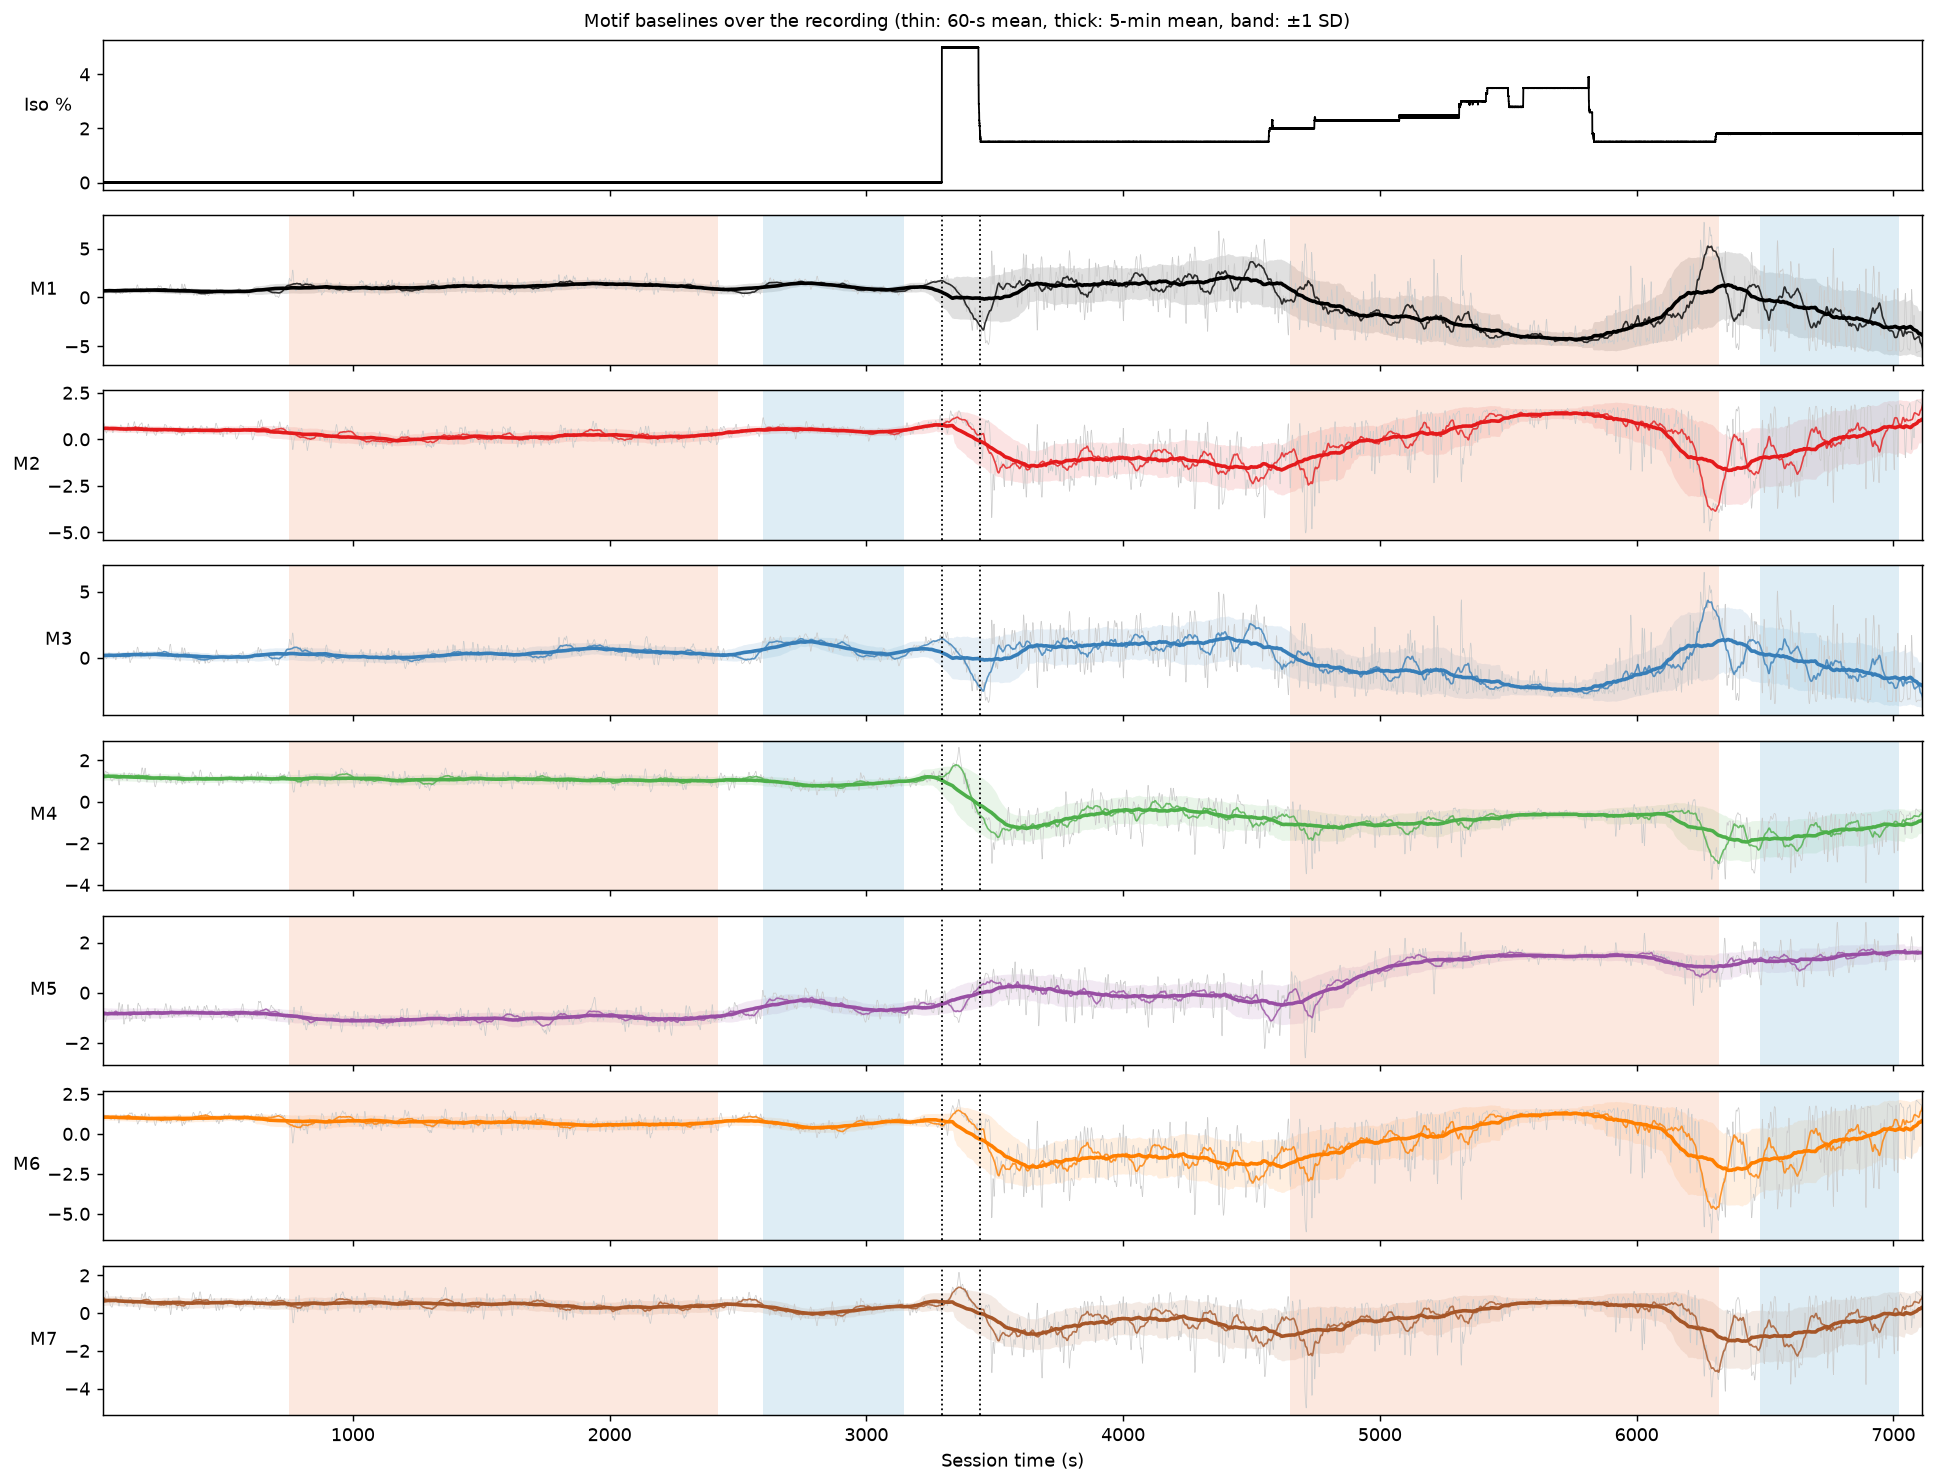 Motif baselines over the recording (thin: 60-s mean, thick: 5-min mean, band: ±1 SD)
Iso %
4
2
0
M1
5
0
−5
M2
2.5
0.0
−2.5
−5.0
M3
5
0
M4
2
0
−2
−4
M5
2
0
−2
M6
2.5
0.0
−2.5
−5.0
M7
2
0
−2
−4
1000 2000 3000 4000 5000 6000 7000
Session time (s)